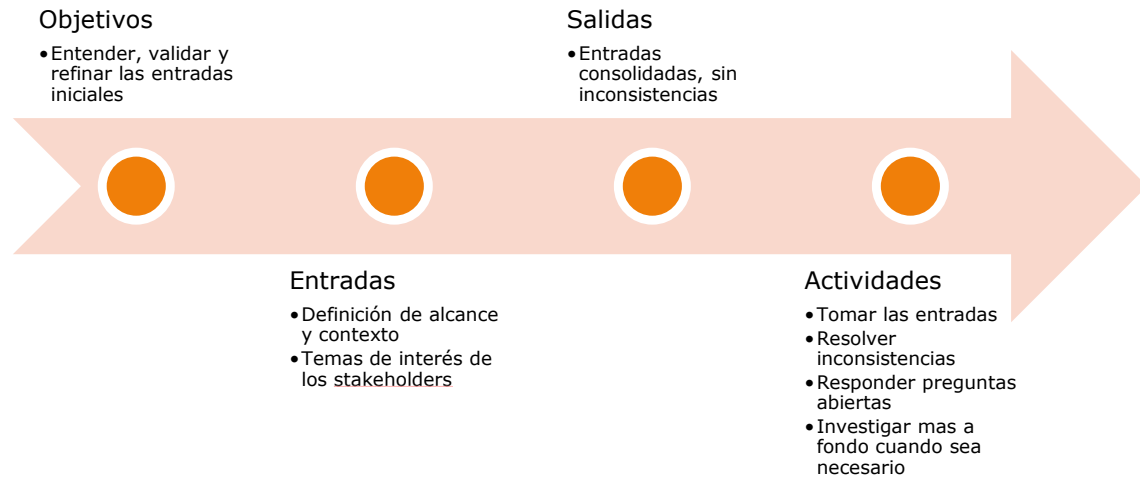 Objetivos
•Entender, validar y
refinar las entradas
iniciales
Entradas
•Definición de alcance
y contexto
•Temas de interés de
los stakeholders
Salidas
•Entradas
consolidadas, sin
inconsistencias
Actividades
•Tomar las entradas
•Resolver
inconsistencias
•Responder preguntas
abiertas
•Investigar mas a
fondo cuando sea
necesario